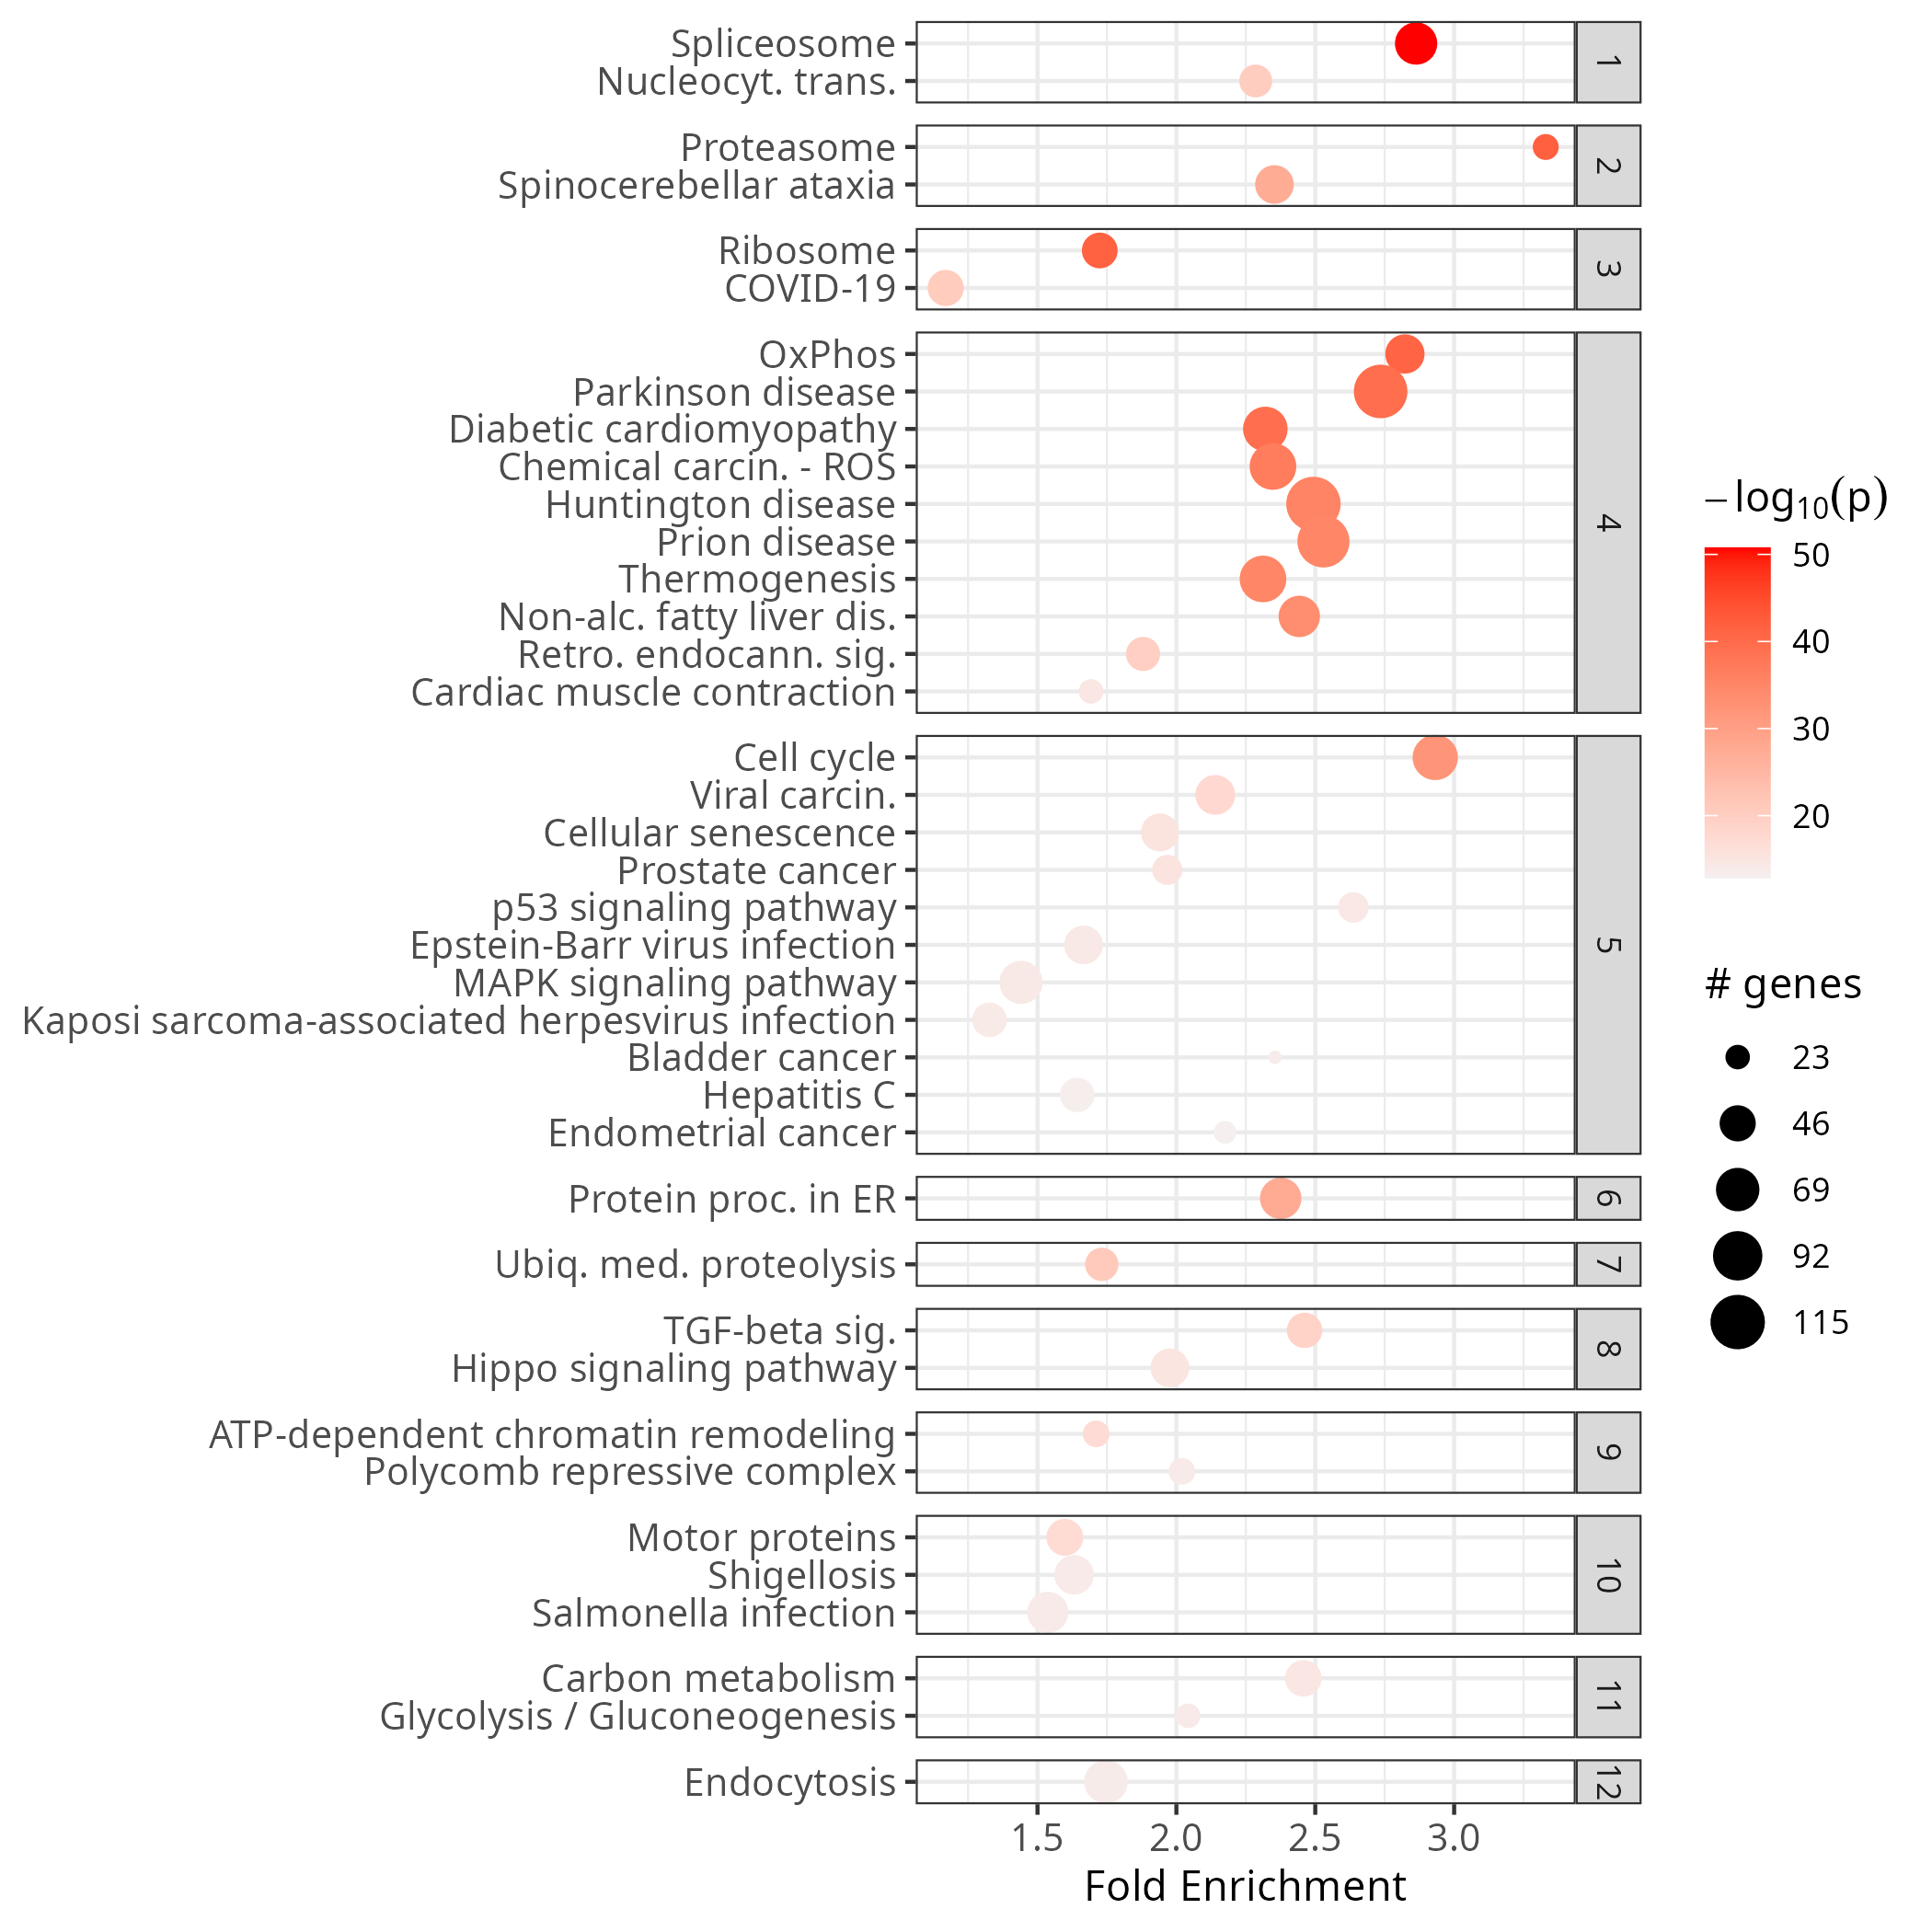 Spliceosome
Nucleocyt. trans.
1
Proteasome
Spinocerebellar ataxia
2
Ribosome
COVID-19
3
OxPhos
Parkinson disease
Diabetic cardiomyopathy
Chemical carcin. - ROS
Huntington disease
Prion disease
Thermogenesis
Non-alc. fatty liver dis.
Retro. endocann. sig.
Cardiac muscle contraction
4
Cell cycle
Viral carcin.
Cellular senescence
Prostate cancer
p53 signaling pathway
Epstein-Barr virus infection
MAPK signaling pathway
Kaposi sarcoma-associated herpesvirus infection
Bladder cancer
Hepatitis C
Endometrial cancer
5
Protein proc. in ER
6
Ubiq. med. proteolysis
7
TGF-beta sig.
Hippo signaling pathway
8
ATP-dependent chromatin remodeling
Polycomb repressive complex
9
Motor proteins
Shigellosis
Salmonella infection
10
Carbon metabolism
Glycolysis / Gluconeogenesis
11
Endocytosis
12
1.5 2.0 2.5 3.0
Fold Enrichment
−log₁₀(p)
50
40
30
20
# genes
23
46
69
92
115